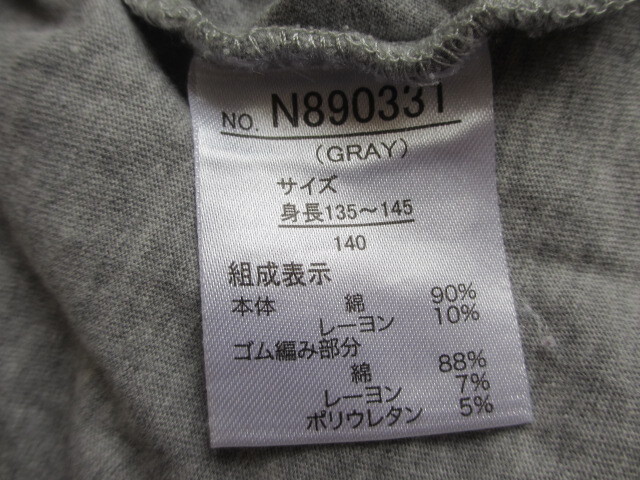 NO. N890331
(GRAY)
サイズ
身長135～145
140
組成表示
本体 綿 90%
レーヨン 10%
ゴム編み部分
綿 88%
レーヨン 7%
ポリウレタン 5%